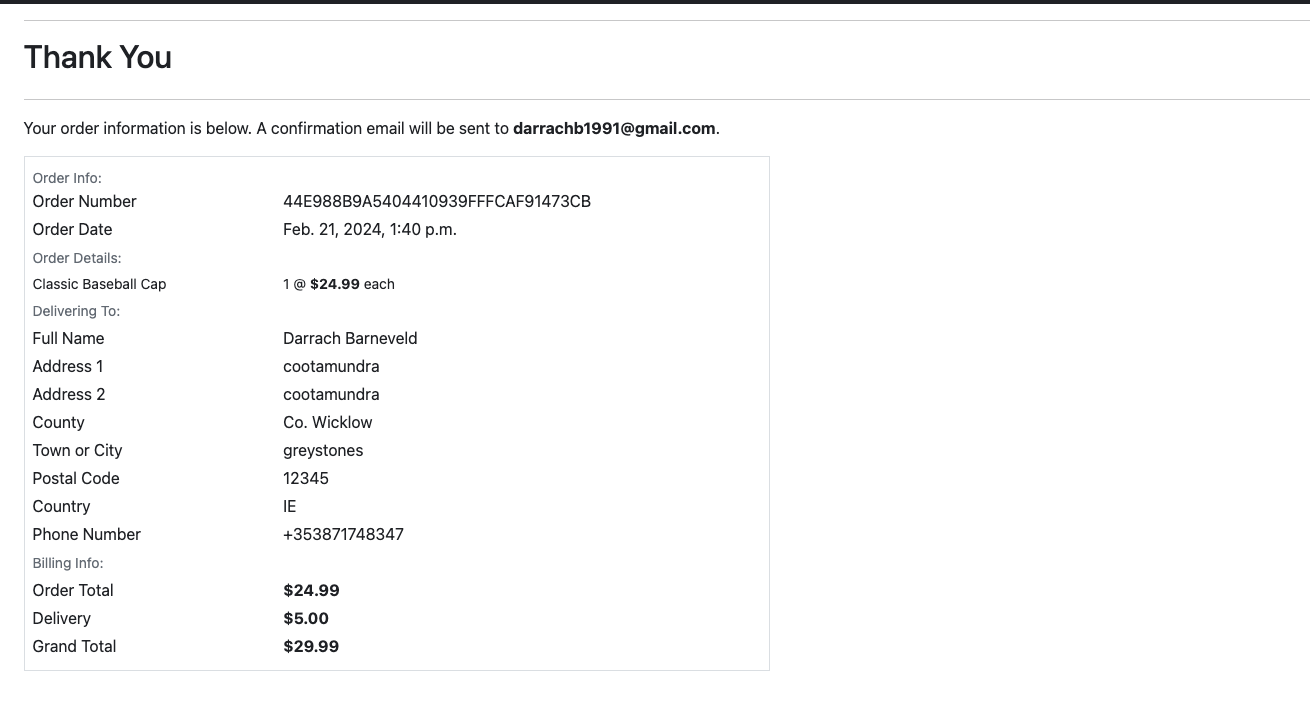 Thank You
Your order information is below. A confirmation email will be sent to darrachb1991@gmail.com.
Order Info:
Order Number 44E988B9A5404410939FFFCAF91473CB
Order Date Feb. 21, 2024, 1:40 p.m.
Order Details:
Classic Baseball Cap 1 @ $24.99 each
Delivering To:
Full Name Darrach Barneveld
Address 1 cootamundra
Address 2 cootamundra
County Co. Wicklow
Town or City greystones
Postal Code 12345
Country IE
Phone Number +353871748347
Billing Info:
Order Total $24.99
Delivery $5.00
Grand Total $29.99